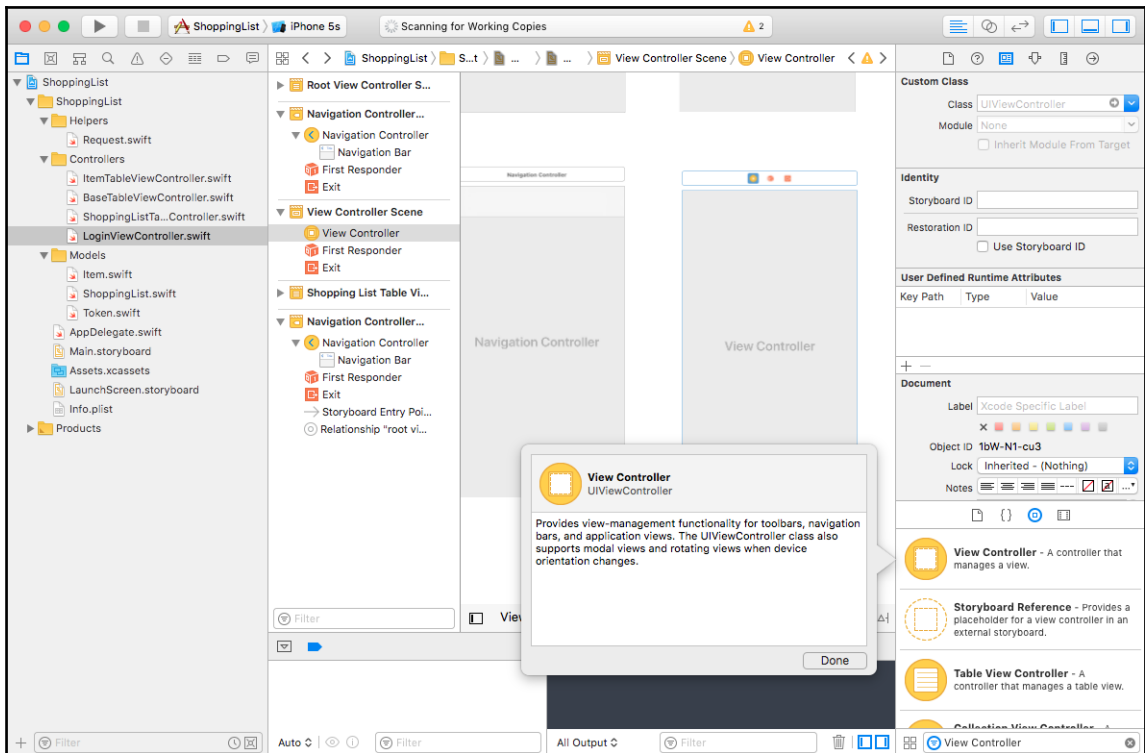 ShoppingList iPhone 5s Scanning for Working Copies 2
ShoppingList S...t ... ... View Controller Scene View Controller
ShoppingList
ShoppingList
Helpers
Request.swift
Controllers
ItemTableViewController.swift
BaseTableViewController.swift
ShoppingListTa...Controller.swift
LoginViewController.swift
Models
Item.swift
ShoppingList.swift
Token.swift
AppDelegate.swift
Main.storyboard
Assets.xcassets
LaunchScreen.storyboard
Info.plist
Products
Filter
Root View Controller S...
Navigation Controller...
Navigation Controller
Navigation Bar
First Responder
Exit
View Controller Scene
View Controller
First Responder
Exit
Shopping List Table Vi...
Navigation Controller...
Navigation Controller
Navigation Bar
First Responder
Exit
Storyboard Entry Poi...
Relationship "root vi...
Filter
Navigation Controller
Navigation Controller
View Controller
Vie
View Controller
UIViewController
Provides view-management functionality for toolbars, navigation
bars, and application views. The UIViewController class also
supports modal views and rotating views when device
orientation changes.
Done
Auto
Filter
All Output
Filter
Custom Class
Class UIViewController
Module None
Inherit Module From Target
Identity
Storyboard ID
Restoration ID
Use Storyboard ID
User Defined Runtime Attributes
Key Path Type Value
Document
Label Xcode Specific Label
Object ID 1bW-N1-cu3
Lock Inherited - (Nothing)
Notes
View Controller - A controller that
manages a view.
Storyboard Reference - Provides a
placeholder for a view controller in an
external storyboard.
Table View Controller - A
controller that manages a table view.
Collection View Controller - A
View Controller